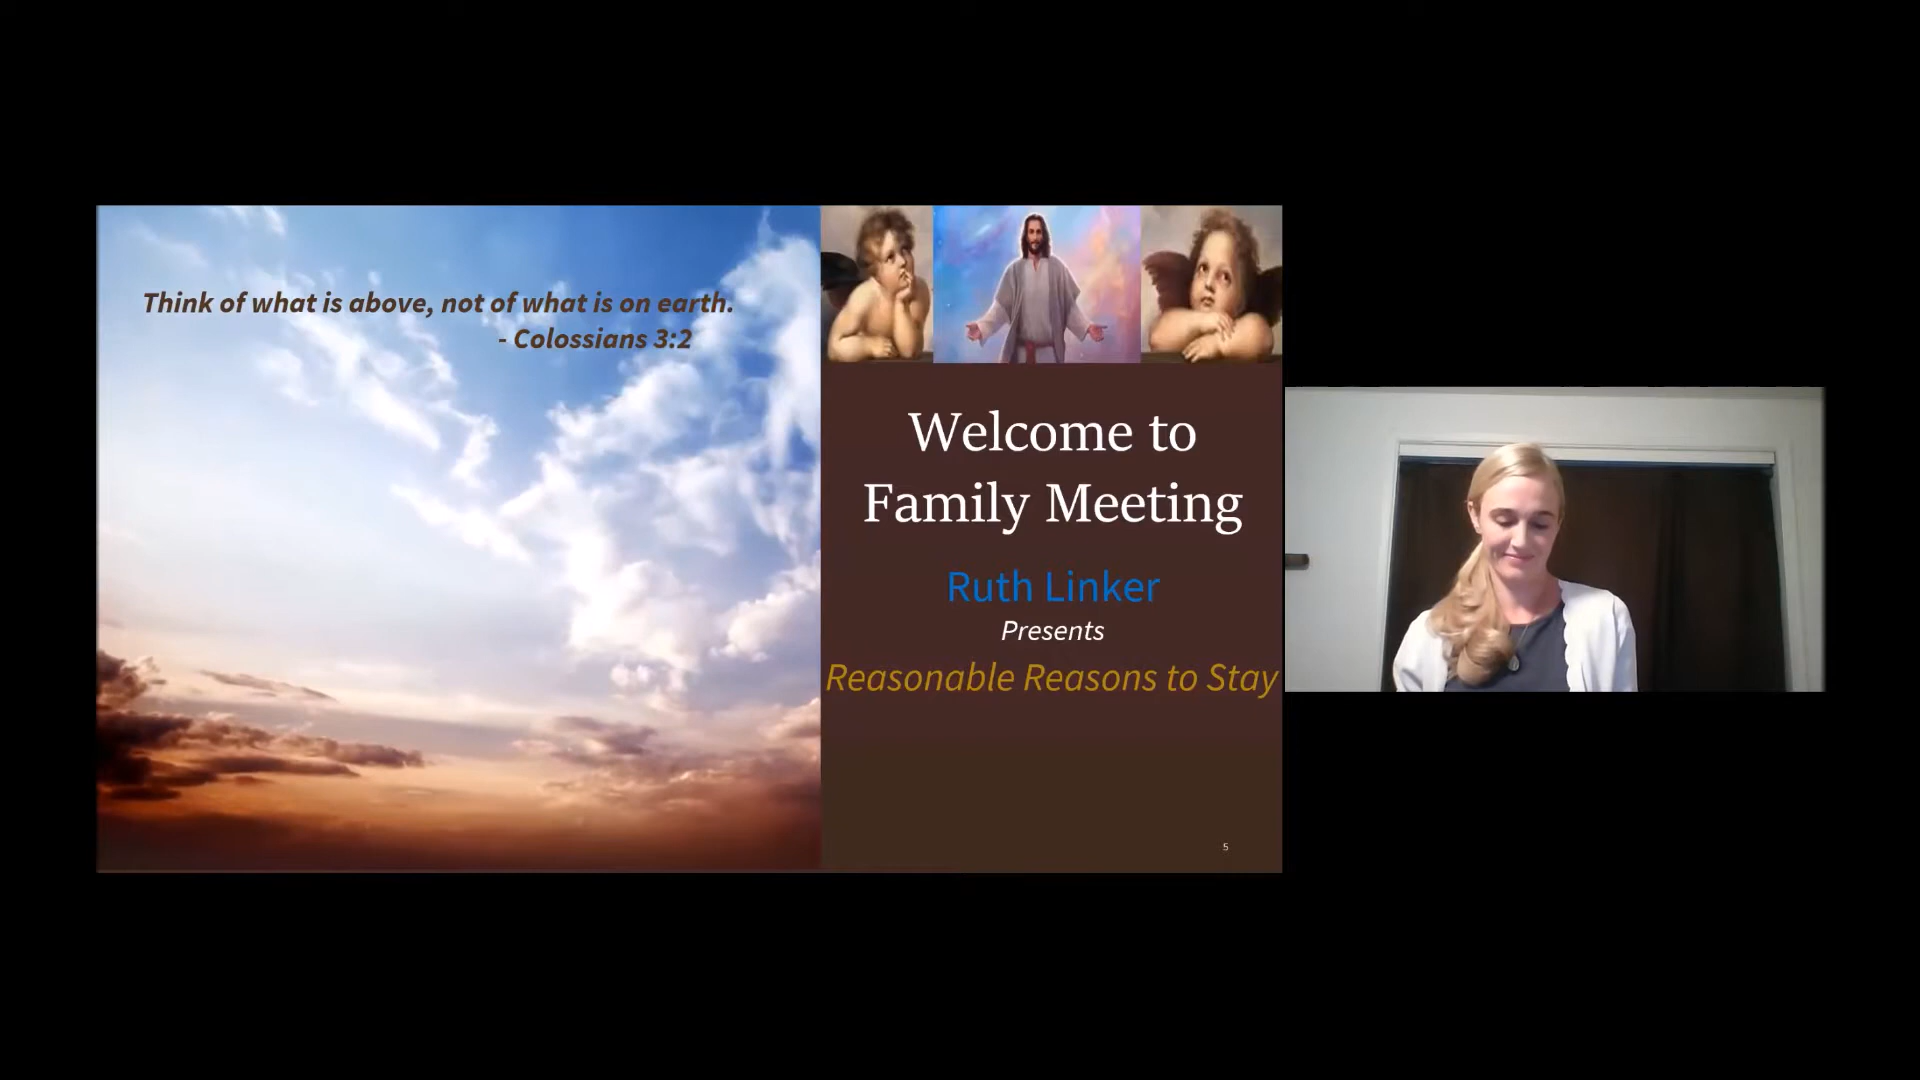 Think of what is above, not of what is on earth.
- Colossians 3:2
Welcome to
Family Meeting
Ruth Linker
Presents
Reasonable Reasons to Stay
5